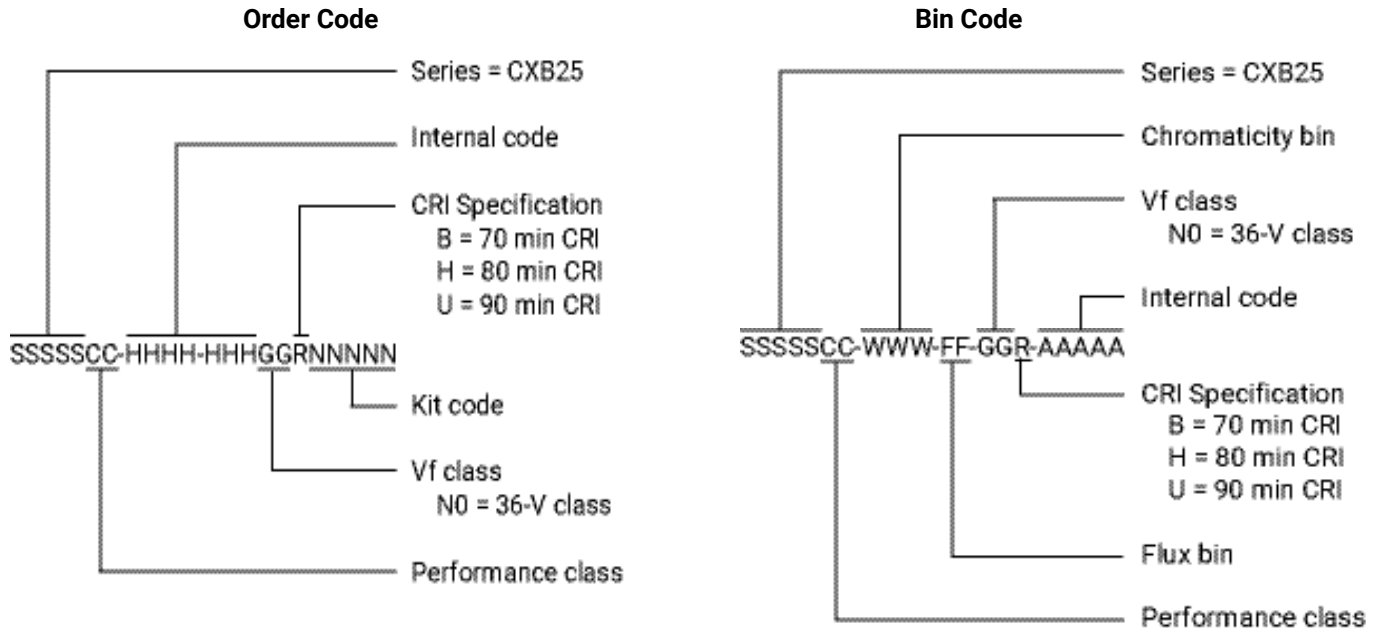 Order Code
Series = CXB25
Internal code
CRI Specification
B = 70 min CRI
H = 80 min CRI
U = 90 min CRI
SSSSSCC-HHHH-HHHGGRNNNNN
Kit code
Vf class
N0 = 36-V class
Performance class
Bin Code
Series = CXB25
Chromaticity bin
Vf class
N0 = 36-V class
Internal code
SSSSSCC-WWW-FF-GGR-AAAAA
CRI Specification
B = 70 min CRI
H = 80 min CRI
U = 90 min CRI
Flux bin
Performance class